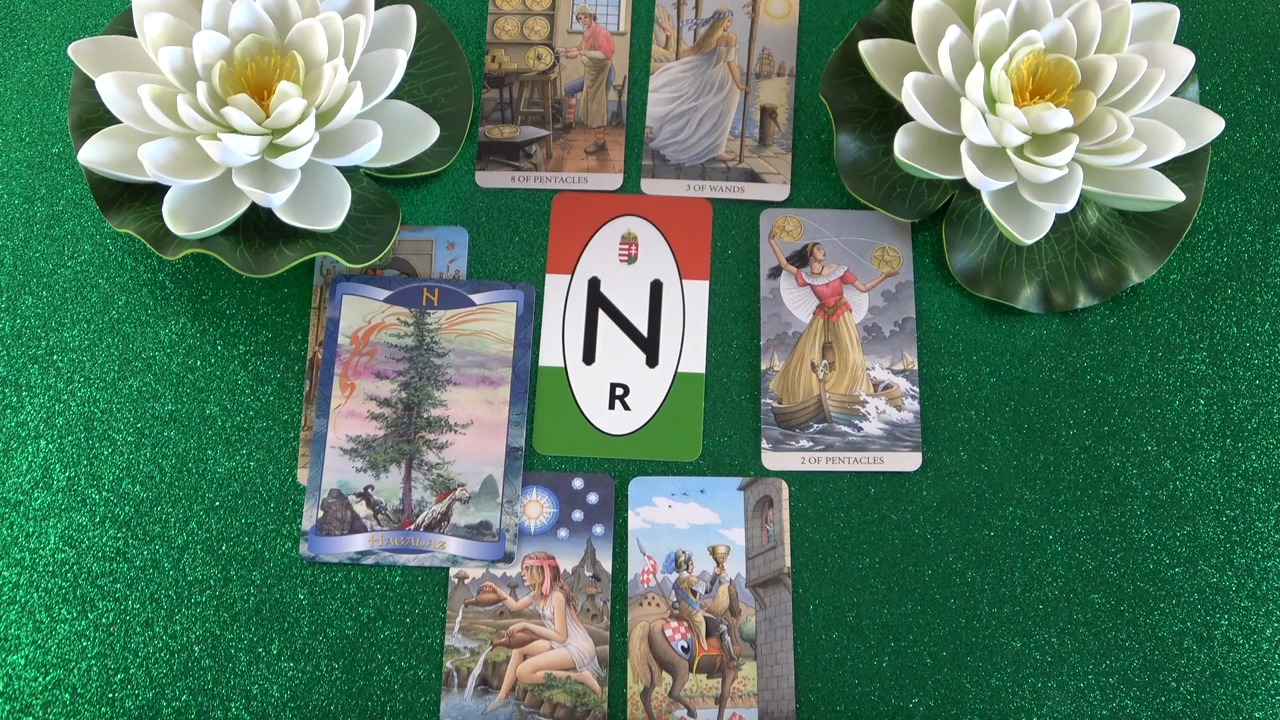 8 OF PENTACLES
3 OF WANDS
N
N
R
HAGALAZ
2 OF PENTACLES